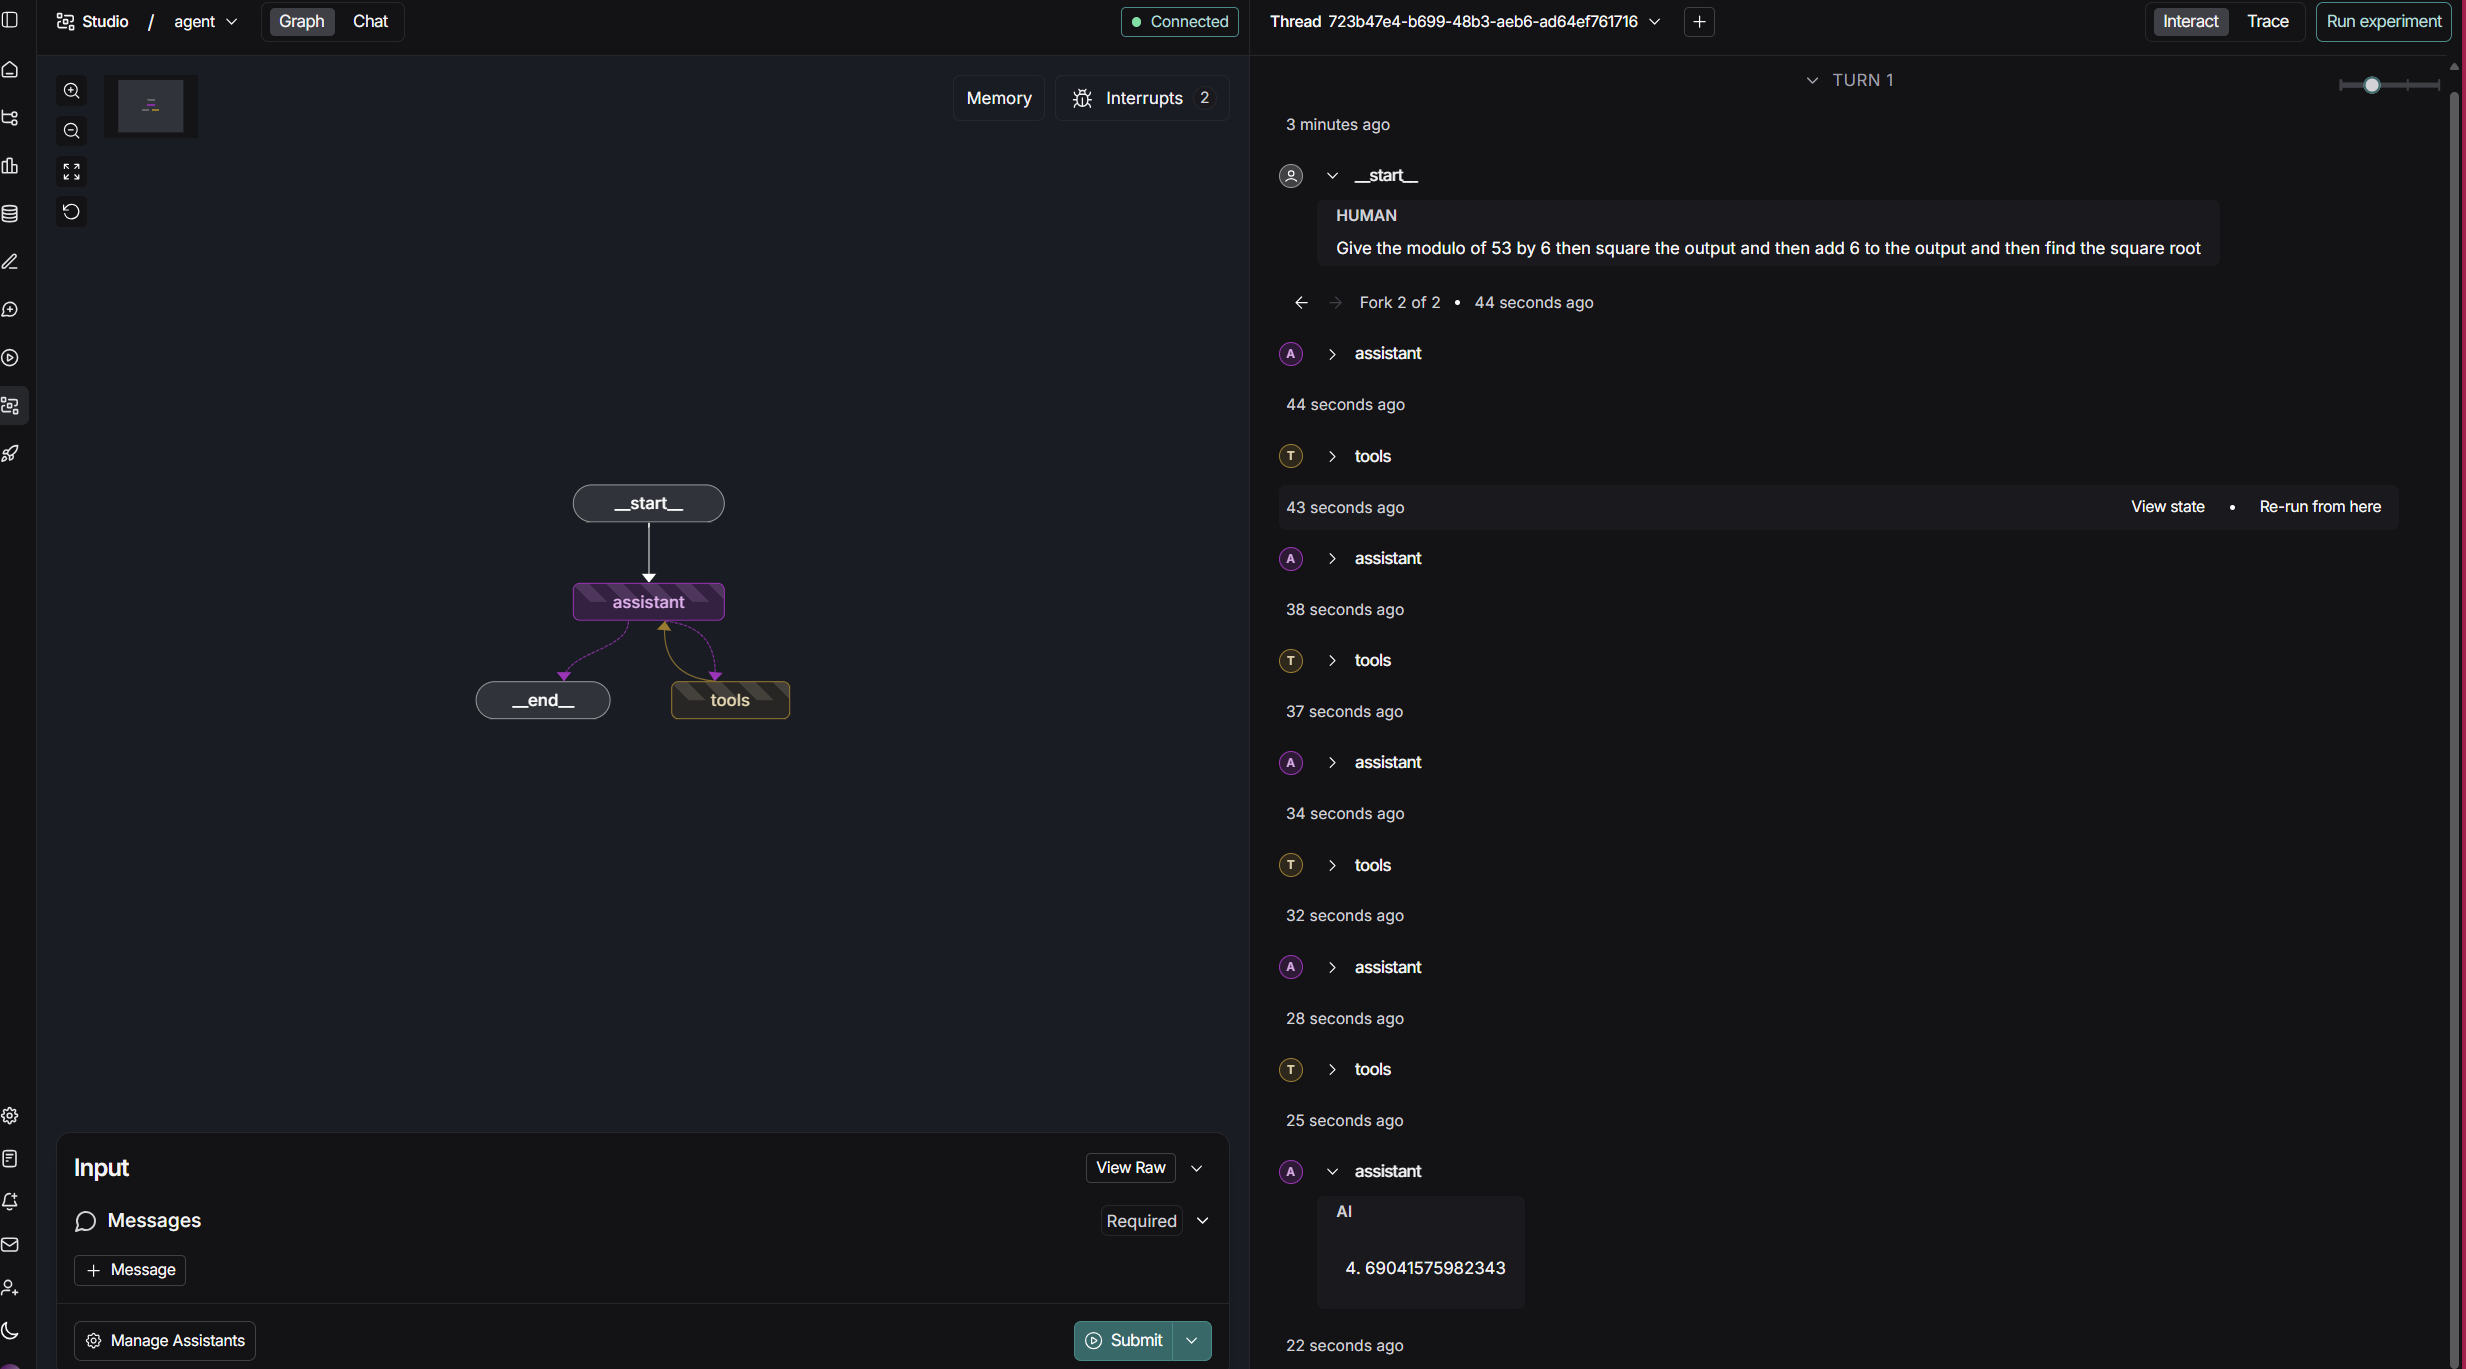 Studio / agent
Graph Chat
Connected
Memory
Interrupts 2
__start__
assistant
__end__
tools
Input
View Raw
Messages
Required
+ Message
Manage Assistants
Submit
Thread 723b47e4-b699-48b3-aeb6-ad64ef761716
+
Interact Trace
Run experiment
TURN 1
3 minutes ago
__start__
HUMAN
Give the modulo of 53 by 6 then square the output and then add 6 to the output and then find the square root
Fork 2 of 2 • 44 seconds ago
A assistant
44 seconds ago
T tools
43 seconds ago
View state • Re-run from here
A assistant
38 seconds ago
T tools
37 seconds ago
A assistant
34 seconds ago
T tools
32 seconds ago
A assistant
28 seconds ago
T tools
25 seconds ago
A assistant
AI
4. 69041575982343
22 seconds ago